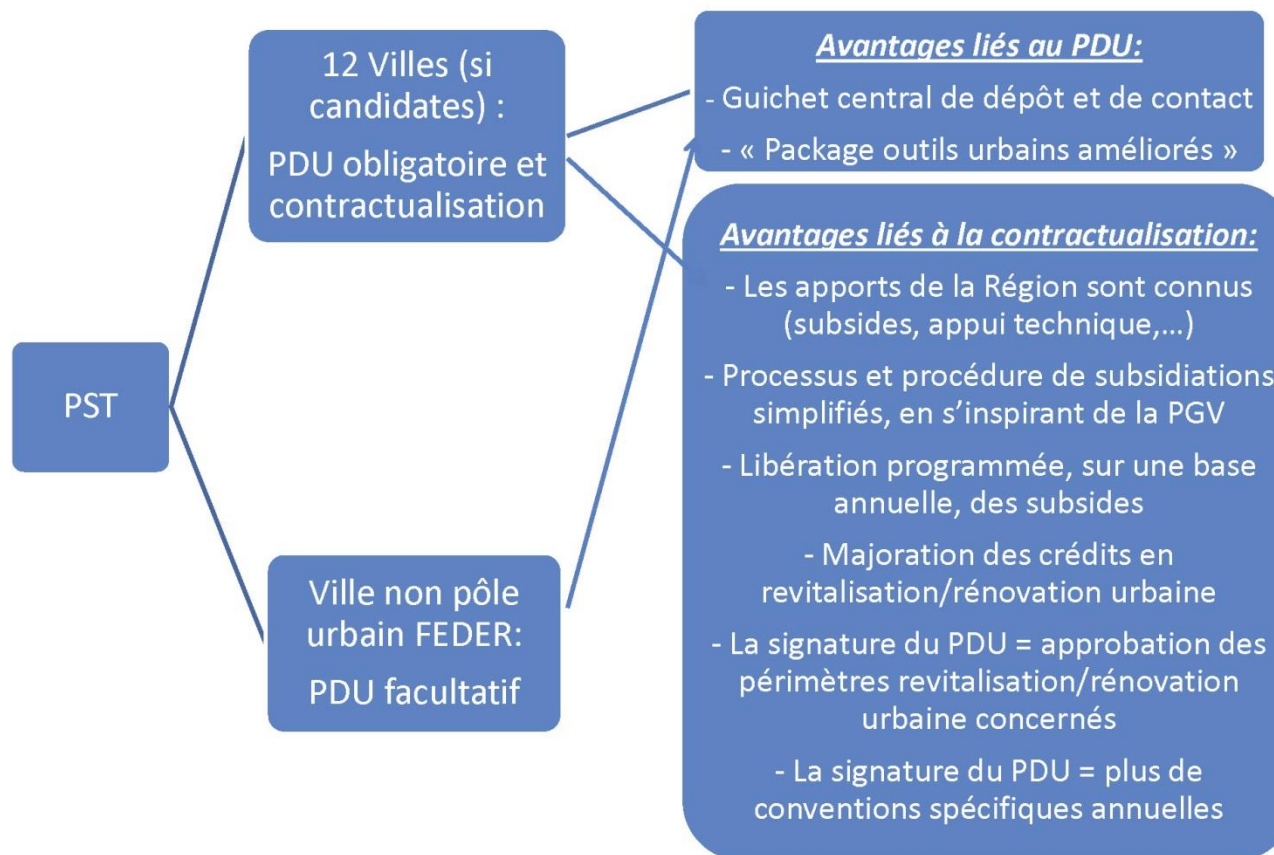 PST
12 Villes (si
candidates) :
PDU obligatoire et
contractualisation
Ville non pôle
urbain FEDER:
PDU facultatif
Avantages liés au PDU:
- Guichet central de dépôt et de contact
- « Package outils urbains améliorés »
Avantages liés à la contractualisation:
- Les apports de la Région sont connus
(subsides, appui technique,…)
- Processus et procédure de subsidiations
simplifiés, en s’inspirant de la PGV
- Libération programmée, sur une base
annuelle, des subsides
- Majoration des crédits en
revitalisation/rénovation urbaine
- La signature du PDU = approbation des
périmètres revitalisation/rénovation
urbaine concernés
- La signature du PDU = plus de
conventions spécifiques annuelles